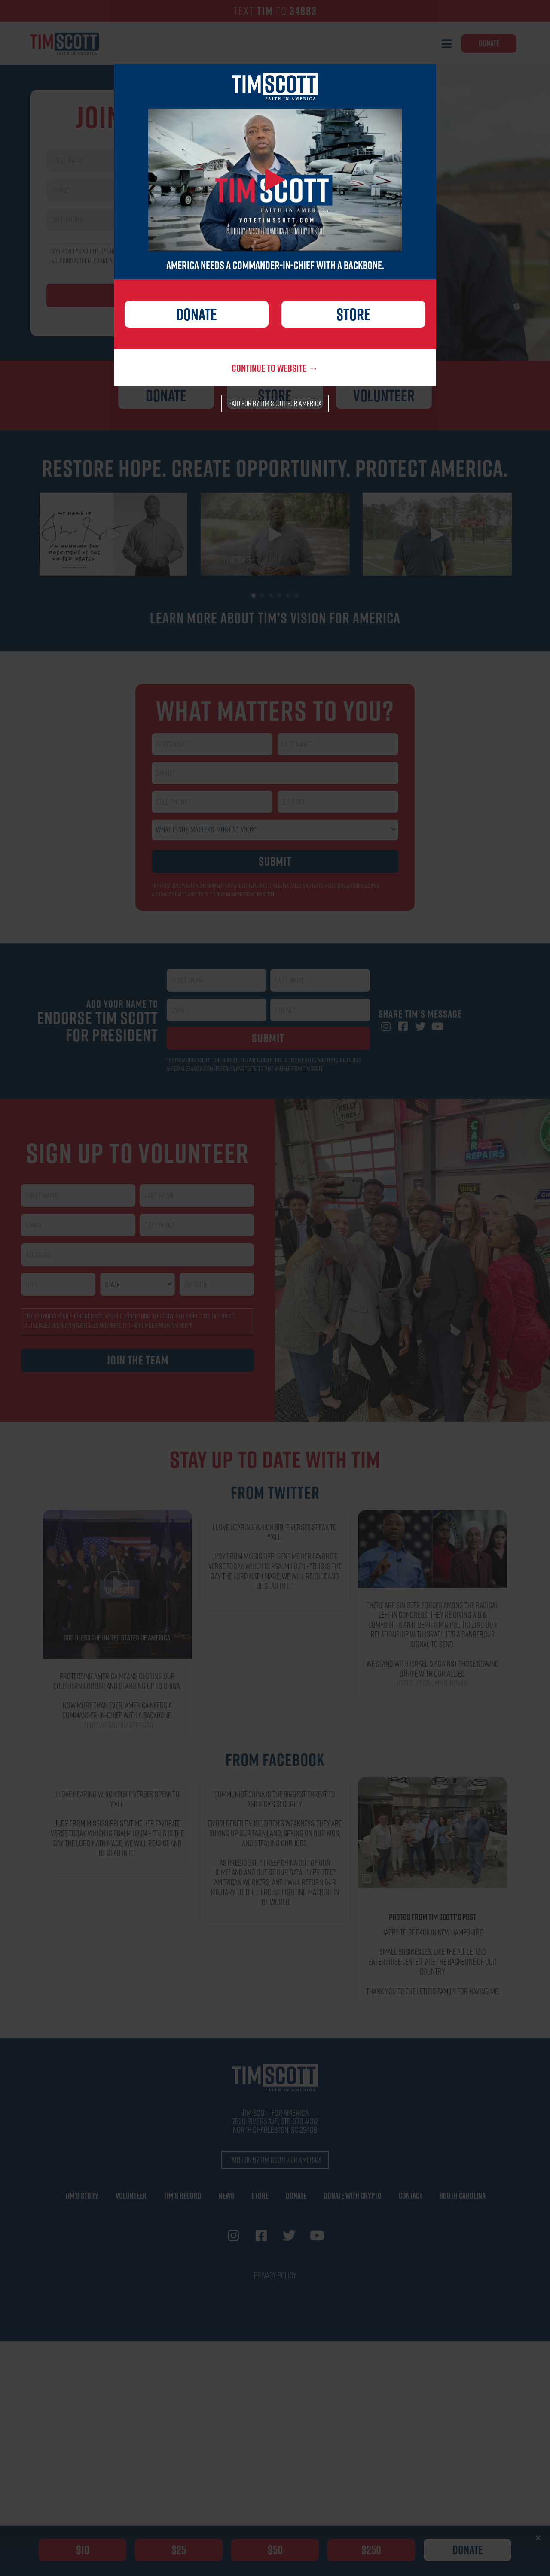 TEXT TIM TO 34883
TIM SCOTT
DONATE
JOIN
TIM SCOTT
FAITH IN AMERICA
TIM SCOTT
FAITH IN AMERICA
VOTETIMSCOTT.COM
PAID FOR BY TIM SCOTT FOR AMERICA. APPROVED BY TIM SCOTT.
AMERICA NEEDS A COMMANDER-IN-CHIEF WITH A BACKBONE.
DONATE
STORE
CONTINUE TO WEBSITE →
DONATE
STORE
VOLUNTEER
PAID FOR BY TIM SCOTT FOR AMERICA
RESTORE HOPE. CREATE OPPORTUNITY. PROTECT AMERICA.
MY NAME IS
I'M RUNNING FOR
PRESIDENT OF THE
UNITED STATES
LEARN MORE ABOUT TIM'S VISION FOR AMERICA
WHAT MATTERS TO YOU?
FIRST NAME
LAST NAME
EMAIL*
CELL PHONE*
ZIP CODE
WHAT ISSUE MATTERS MOST TO YOU?*
SUBMIT
ADD YOUR NAME TO
ENDORSE TIM SCOTT
FOR PRESIDENT
FIRST NAME
LAST NAME
EMAIL*
PHONE*
SUBMIT
SHARE TIM'S MESSAGE
SIGN UP TO VOLUNTEER
KELLY
TIRES
CAR
REPAIRS
FIRST NAME
LAST NAME
EMAIL*
CELL PHONE*
ADDRESS
CITY
STATE
ZIP CODE
JOIN THE TEAM
STAY UP TO DATE WITH TIM
FROM TWITTER
GOD BLESS THE UNITED STATES OF AMERICA.
PROTECTING AMERICA MEANS CLOSING OUR
SOUTHERN BORDER AND STANDING UP TO CHINA.
NOW MORE THAN EVER, AMERICA NEEDS A
COMMANDER-IN-CHIEF WITH A BACKBONE.
I LOVE HEARING WHICH BIBLE VERSES SPEAK TO
Y'ALL.
JUDY FROM MISSISSIPPI SENT ME HER FAVORITE
VERSE TODAY, WHICH IS PSALM 118:24 - "THIS IS THE
DAY THE LORD HATH MADE; WE WILL REJOICE AND
BE GLAD IN IT."
THERE ARE SINISTER FORCES AMONG THE RADICAL
LEFT IN CONGRESS. THEY'RE GIVING AID &
COMFORT TO ANTI-SEMITISM & POLITICIZING OUR
RELATIONSHIP WITH ISRAEL. IT'S A DANGEROUS
SIGNAL TO SEND.
WE STAND WITH ISRAEL & AGAINST THOSE SOWING
STRIFE WITH OUR ALLIES.
FROM FACEBOOK
I LOVE HEARING WHICH BIBLE VERSES SPEAK TO
Y'ALL.
JUDY FROM MISSISSIPPI SENT ME HER FAVORITE
VERSE TODAY, WHICH IS PSALM 118:24 - "THIS IS THE
DAY THE LORD HATH MADE; WE WILL REJOICE AND
BE GLAD IN IT."
COMMUNIST CHINA IS THE BIGGEST THREAT TO
AMERICA'S SECURITY.
EMBOLDENED BY JOE BIDEN'S WEAKNESS, THEY ARE
BUYING UP OUR FARMLAND, SPYING ON OUR KIDS,
AND STEALING OUR JOBS.
AS PRESIDENT, I'LL KEEP CHINA OUT OF OUR
HOMELAND AND OUT OF OUR DATA. I'LL PROTECT
AMERICAN WORKERS, AND I WILL RETURN OUR
MILITARY TO THE FIERCEST FIGHTING MACHINE IN
THE WORLD.
PHOTOS FROM TIM SCOTT'S POST
HAPPY TO BE BACK IN NEW HAMPSHIRE!
SMALL BUSINESSES, LIKE THE R.J. LETIZIO
ENTERPRISE CENTER, ARE THE BACKBONE OF OUR
COUNTRY.
THANK YOU TO THE LETIZIO FAMILY FOR HAVING ME.
TIM SCOTT
FAITH IN AMERICA
TIM SCOTT FOR AMERICA
7620 RIVERS AVE. STE. 370 #312
NORTH CHARLESTON, SC 29406
PAID FOR BY TIM SCOTT FOR AMERICA
TIM'S STORY
VOLUNTEER
TIM'S RECORD
NEWS
STORE
DONATE
DONATE WITH CRYPTO
CONTACT
SOUTH CAROLINA
PRIVACY POLICY
$10
$25
$50
$250
DONATE
×